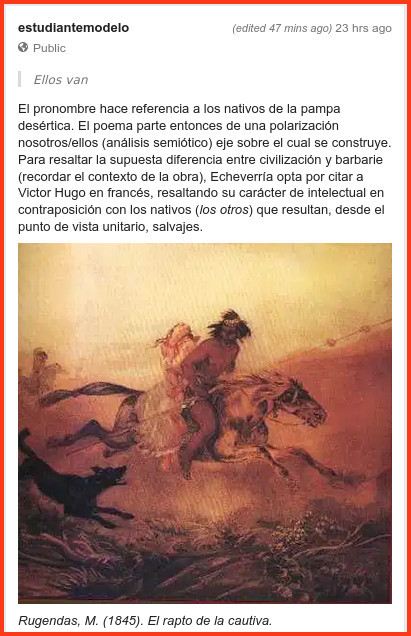 estudiantemodelo (edited 47 mins ago) 23 hrs ago
Public
Ellos van
El pronombre hace referencia a los nativos de la pampa
desértica. El poema parte entonces de una polarización
nosotros/ellos (análisis semiótico) eje sobre el cual se construye.
Para resaltar la supuesta diferencia entre civilización y barbarie
(recordar el contexto de la obra), Echeverría opta por citar a
Victor Hugo en francés, resaltando su carácter de intelectual en
contraposición con los nativos (los otros) que resultan, desde el
punto de vista unitario, salvajes.
Rugendas, M. (1845). El rapto de la cautiva.